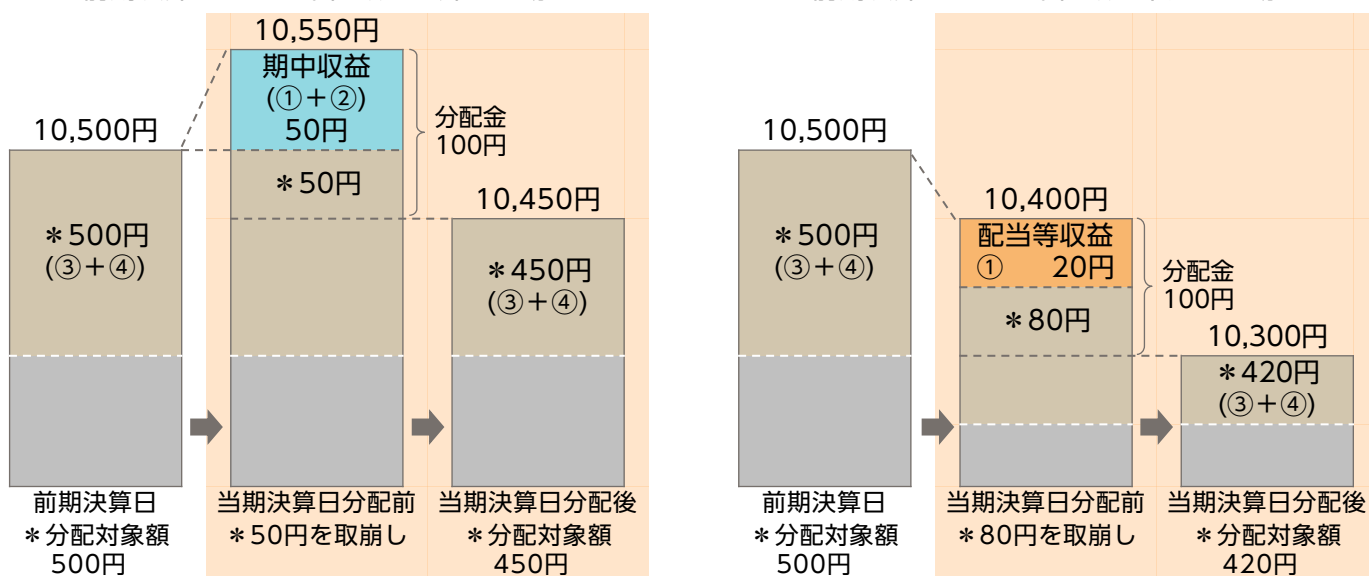 10,500円
＊500円
(③＋④)
10,550円
期中収益
(①＋②)
50円
＊50円
分配金
100円
10,450円
＊450円
(③＋④)
前期決算日
＊分配対象額
500円
当期決算日分配前
＊50円を取崩し
当期決算日分配後
＊分配対象額
450円
10,500円
＊500円
(③＋④)
10,400円
配当等収益
① 20円
＊80円
分配金
100円
10,300円
＊420円
(③＋④)
前期決算日
＊分配対象額
500円
当期決算日分配前
＊80円を取崩し
当期決算日分配後
＊分配対象額
420円